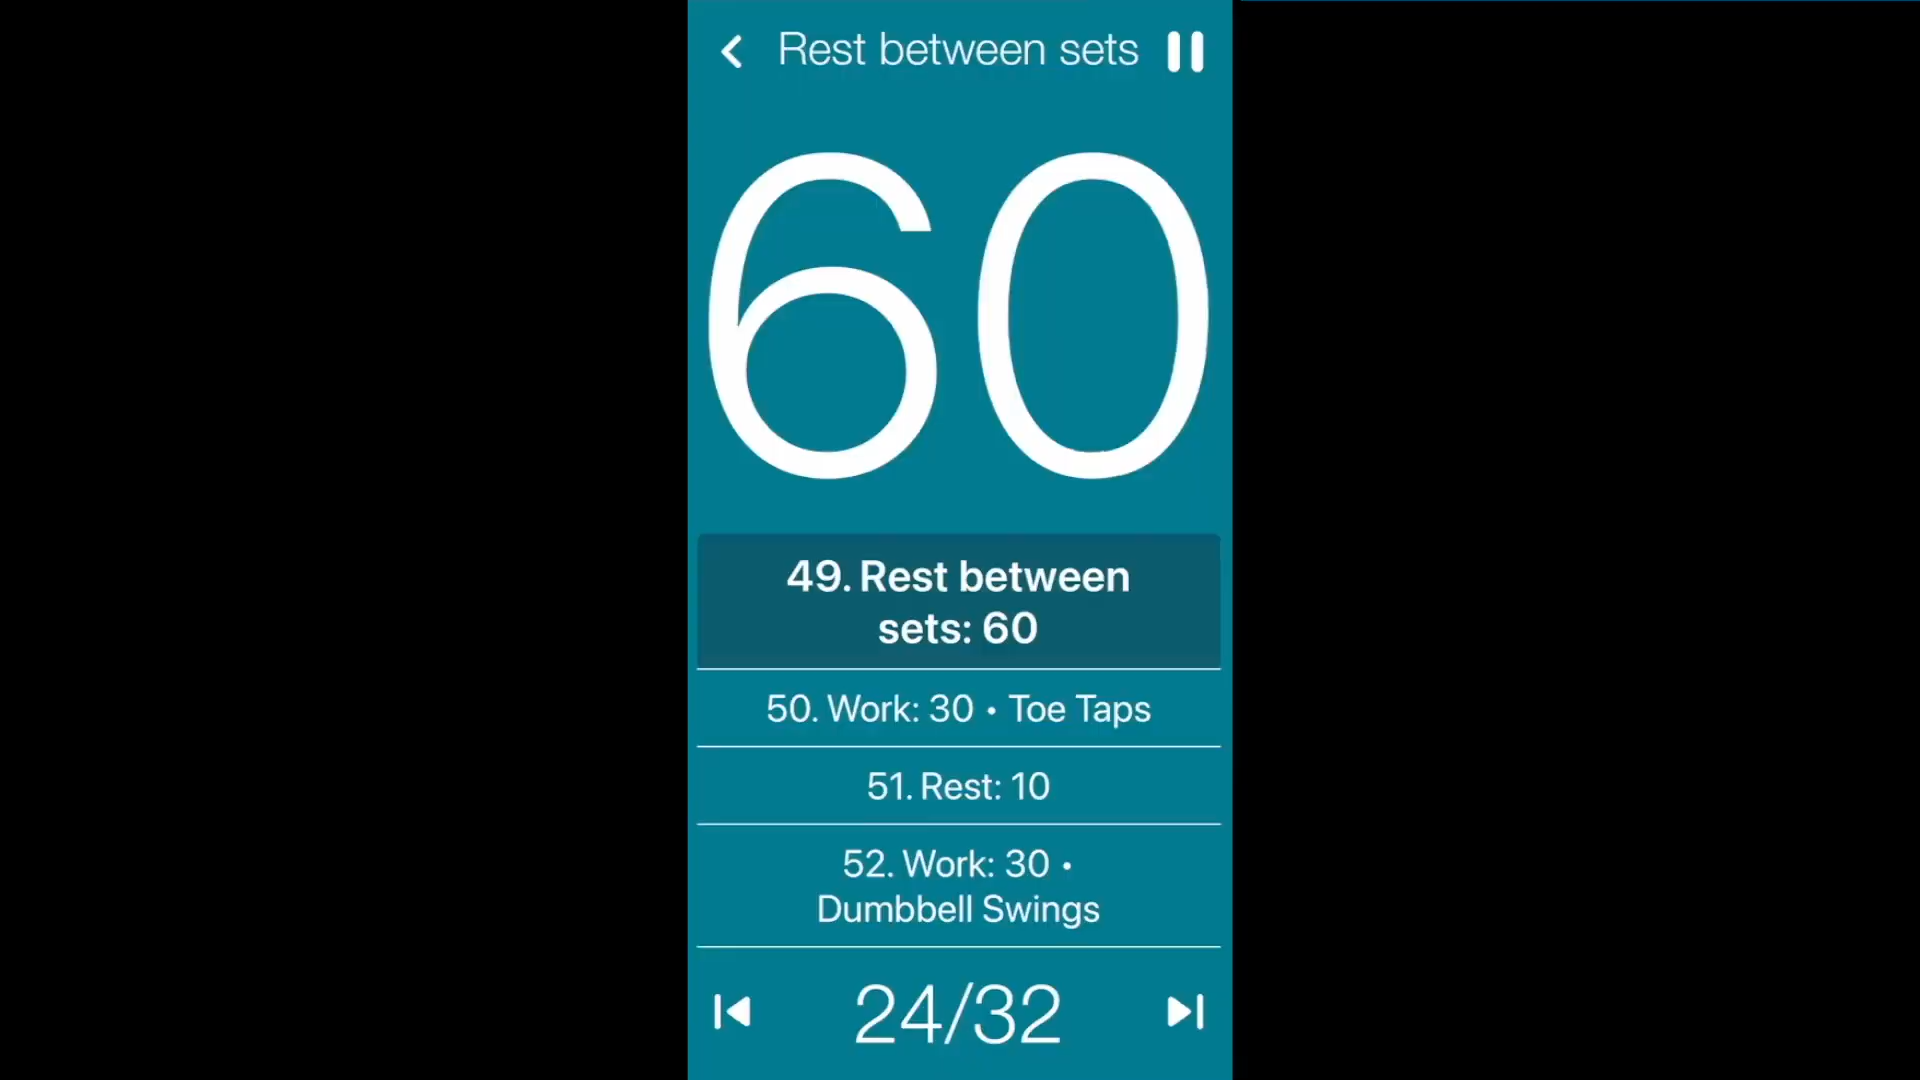 Rest between sets
60
49. Rest between
sets: 60
50. Work: 30 • Toe Taps
51. Rest: 10
52. Work: 30 •
Dumbbell Swings
24/32